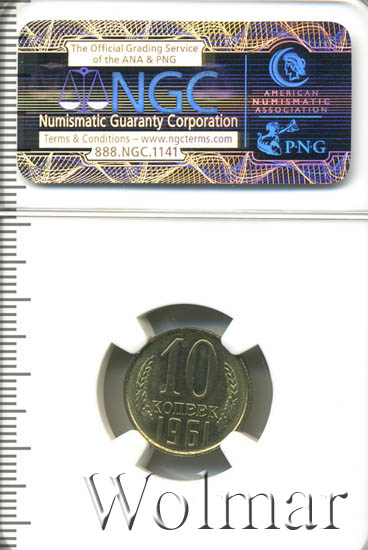 The Official Grading Service
of the ANA & PNG
NGC
Numismatic Guaranty Corporation
Terms & Conditions – www.ngcterms.com
888.NGC.1141
AMERICAN
NUMISMATIC
ASSOCIATION
PNG
10
КОПЕЕК
1961
Wolmar